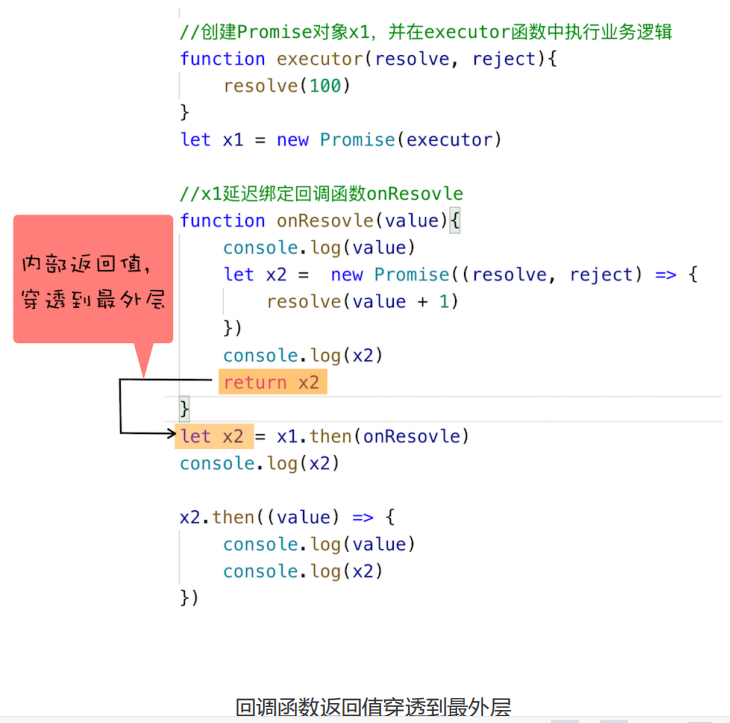 //创建Promise对象x1，并在executor函数中执行业务逻辑
function executor(resolve, reject){
    resolve(100)
}
let x1 = new Promise(executor)
//x1延迟绑定回调函数onResovle
function onResovle(value){
    console.log(value)
    let x2 =  new Promise((resolve, reject) => {
        resolve(value + 1)
    })
    console.log(x2)
    return x2
}
内部返回值，
穿透到最外层
let x2 = x1.then(onResovle)
console.log(x2)
x2.then((value) => {
    console.log(value)
    console.log(x2)
})
回调函数返回值穿透到最外层